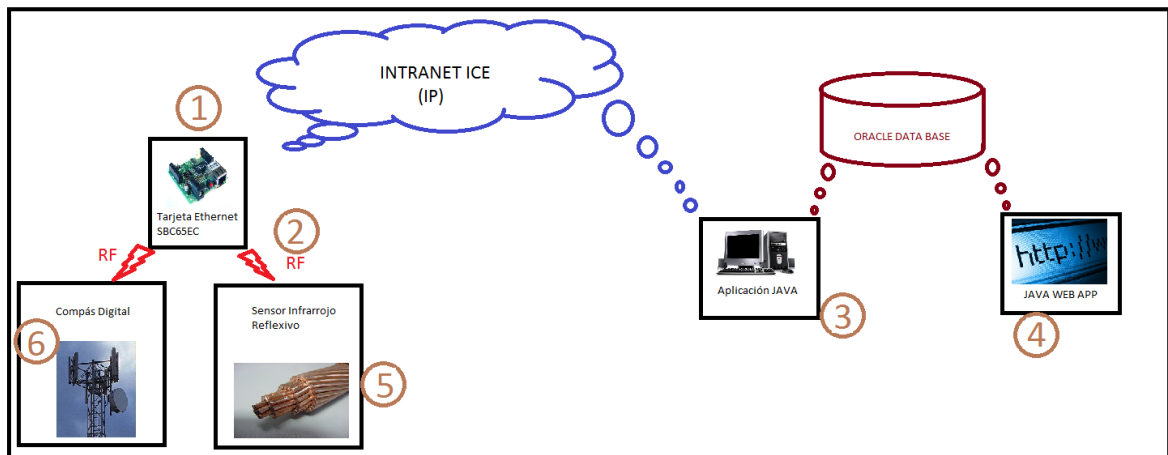 INTRANET ICE
(IP)
1
ORACLE DATA BASE
Tarjeta Ethernet
SBC65EC
2
RF
RF
http://w
Aplicación JAVA
JAVA WEB APP
3
4
Compás Digital
Sensor Infrarrojo
Reflexivo
6
5